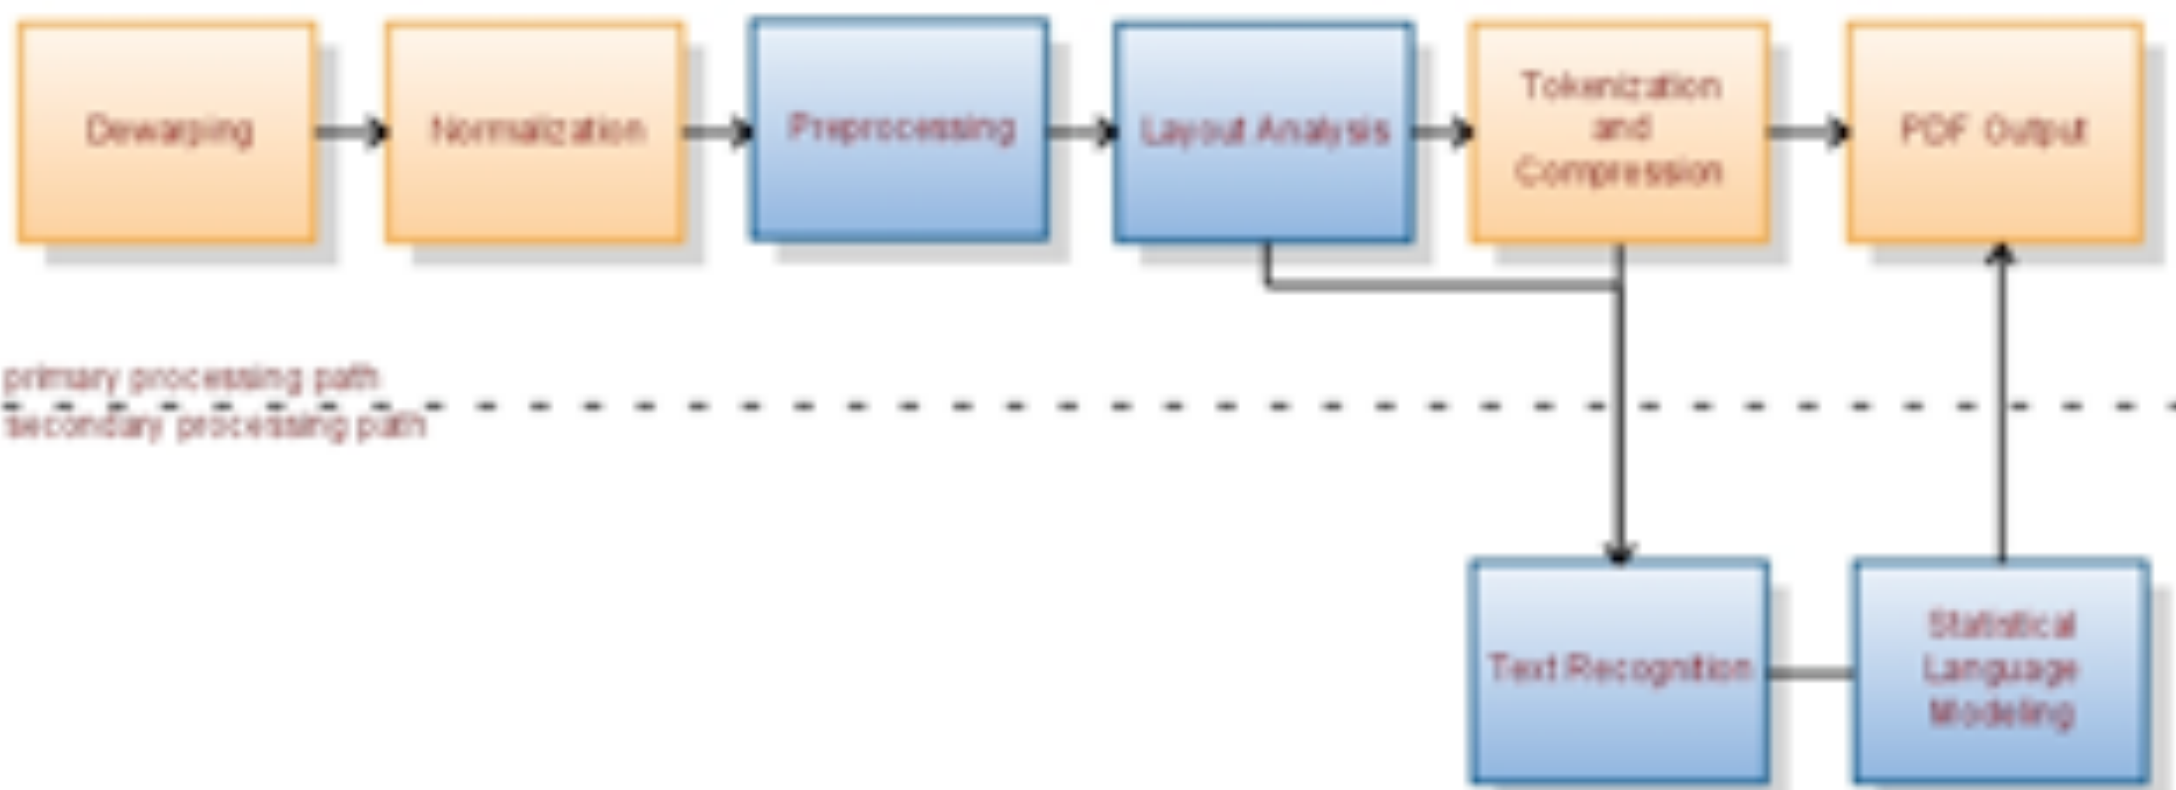 Dewarping
Normalization
Preprocessing
Layout Analysis
Tokenization
and
Compression
PDF Output
primary processing path
secondary processing path
Text Recognition
Statistical
Language
Modeling